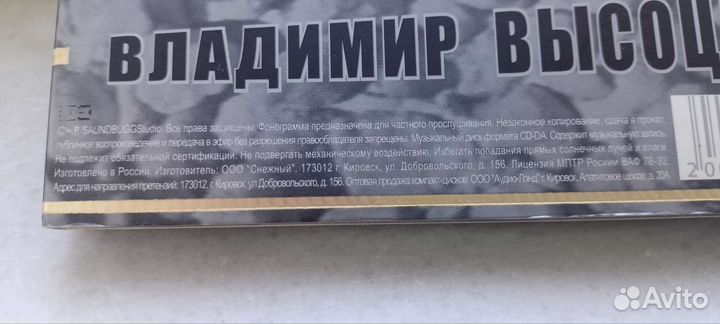 ВЛАДИМИР ВЫСОЦ
С+Р SAUNDBUGGStudio. Все права защищены. Фонограмма предназначена для частного прослушивания. Незаконное копирование, сдача в прокат,
публичное воспроизведение и передача в эфир без разрешения правообладателя запрещены. Музыкальный диск формата CD-DA. Содержит музыкальную запись.
Не подлежит обязательной сертификации. Не подвергать механическому воздействию. Избегать попадания прямых солнечных лучей и влаги.
Изготовлено в России. Изготовитель: ООО "Снежный". 173012 г. Кировск, ул. Добровольского, д. 156. Лицензия МПТР Росиии ВАФ 78-32
Адрес для направления претензий: 173012, г. Кировск, ул.Добровольского, д. 156. Оптовая продажа компакт-дисков: ООО "Аудио-Лэнд" г. Кировск, Апатитовое шоссе, д. 20А
20
Avito